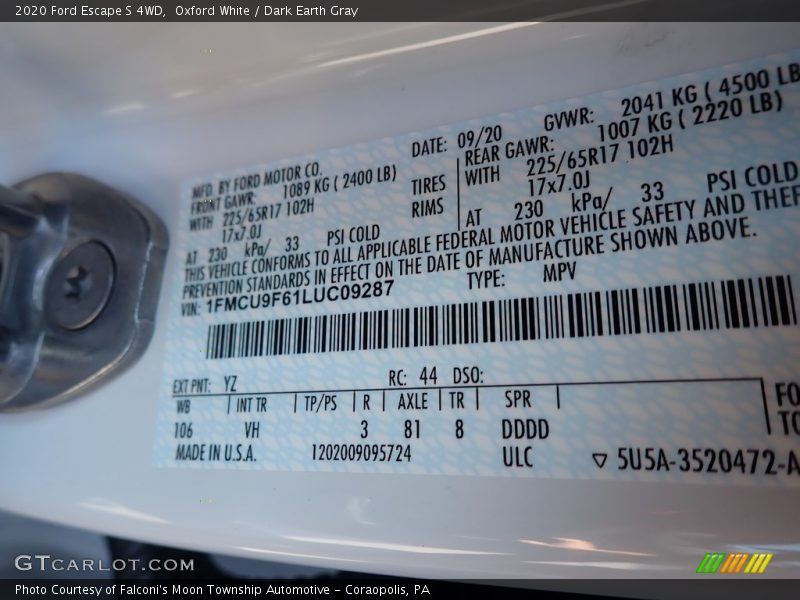 2020 Ford Escape S 4WD,  Oxford White / Dark Earth Gray
MFD. BY FORD MOTOR CO. DATE: 09/20 GVWR: 2041 KG ( 4500 LB
FRONT GAWR: 1089 KG ( 2400 LB) REAR GAWR: 1007 KG ( 2220 LB)
WITH 225/65R17 102H TIRES WITH 225/65R17 102H
17x7.0J RIMS 17x7.0J
AT 230 kPa/ 33 PSI COLD AT 230 kPa/ 33 PSI COLD
THIS VEHICLE CONFORMS TO ALL APPLICABLE FEDERAL MOTOR VEHICLE SAFETY AND THEF
PREVENTION STANDARDS IN EFFECT ON THE DATE OF MANUFACTURE SHOWN ABOVE.
VIN: 1FMCU9F61LUC09287 TYPE: MPV
EXT PNT: YZ RC: 44 DSO:
WB INT TR TP/PS R AXLE TR SPR FO
106 VH 3 81 8 DDDD TO
MADE IN U.S.A. 1202009095724 ULC ▽ 5U5A-3520472-A
GTCARLOT.COM
Photo Courtesy of Falconi's Moon Township Automotive - Coraopolis, PA